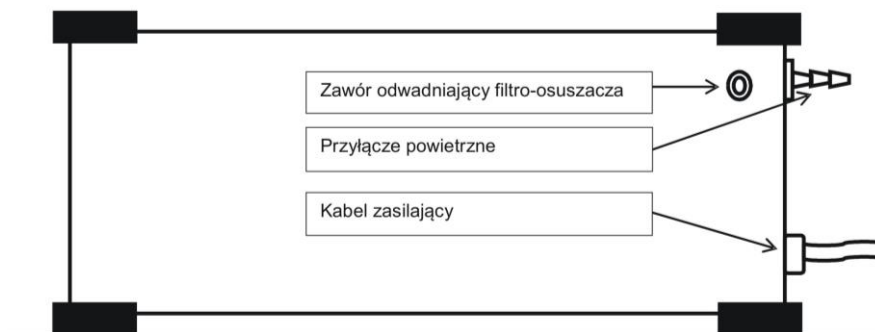 Zawór odwadniający filtro-osuszacza
Przyłącze powietrzne
Kabel zasilający